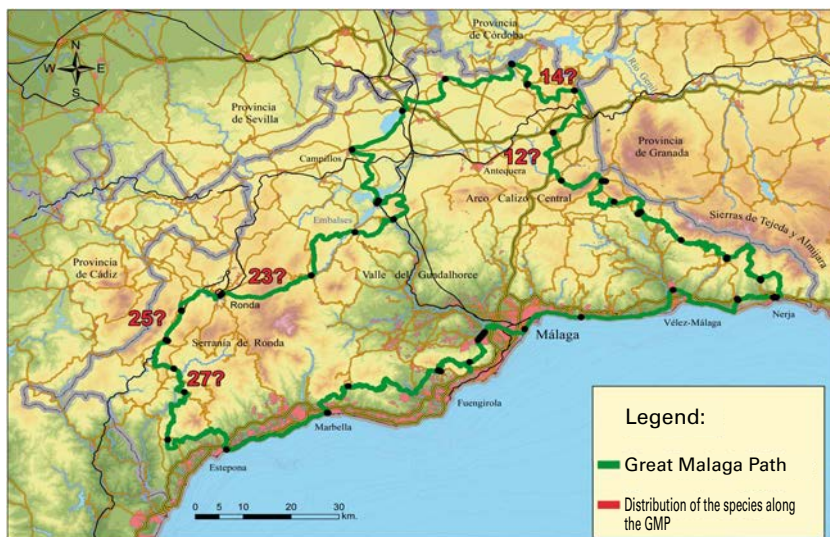 Provincia
de Córdoba
N
W E
S
14?
Río Genil
Provincia
de Sevilla
Provincia
de Granada
Campillos
12?
Antequera
Arco Calizo Central
Sierras de Tejeda y Almijara
Embalses
Provincia
de Cádiz
23?
Valle del Guadalhorce
Ronda
25?
Nerja
Vélez-Málaga
Málaga
Serranía de Ronda
27?
Fuengirola
Marbella
Estepona
0 5 10 20 30
km.
Legend:
Great Malaga Path
Distribution of the species along
the GMP